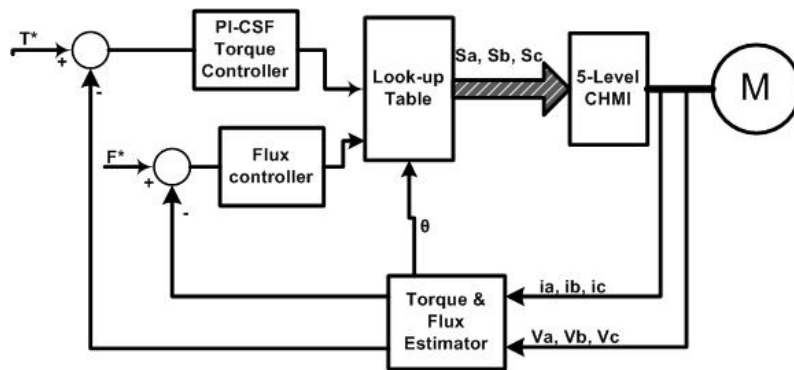 T*
+
-
PI-CSF
Torque
Controller
Look-up
Table
Sa, Sb, Sc
5-Level
CHMI
M
F*
+
-
Flux
controller
θ
Torque &
Flux
Estimator
ia, ib, ic
Va, Vb, Vc